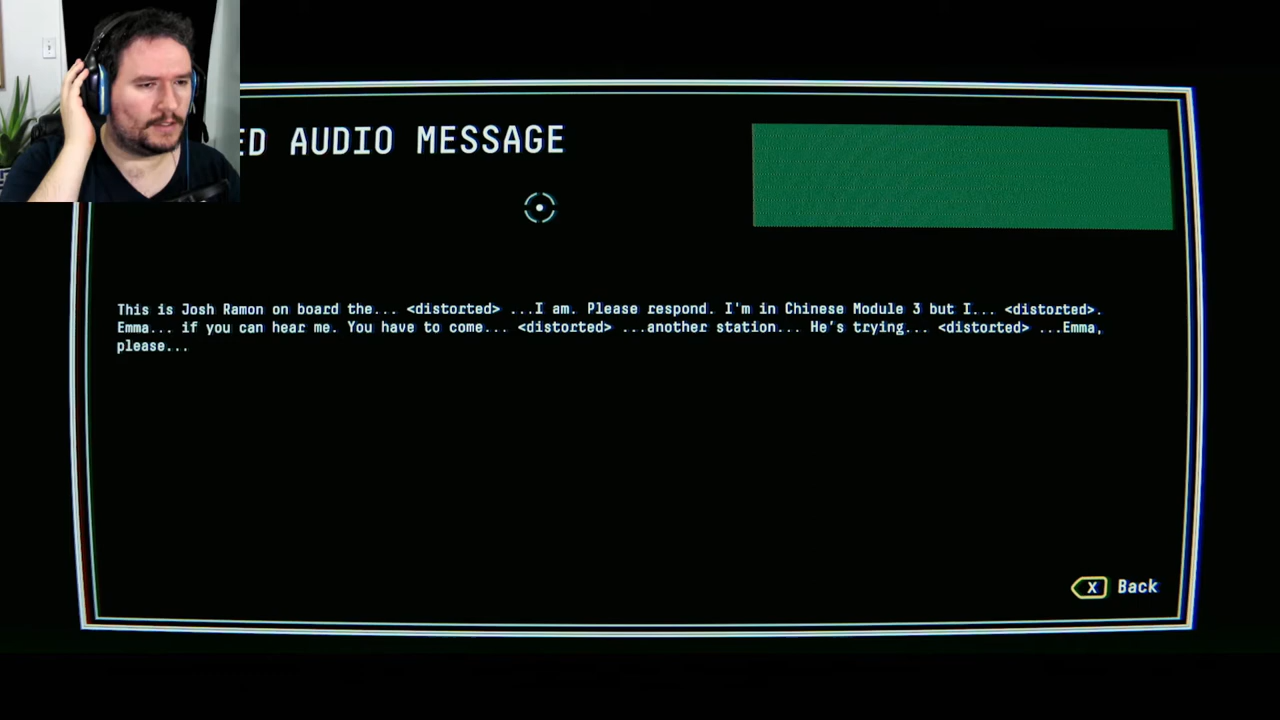 ED AUDIO MESSAGE
This is Josh Ramon on board the... <distorted> ...I am. Please respond. I'm in Chinese Module 3 but I... <distorted>.
Emma... if you can hear me. You have to come... <distorted> ...another station... He's trying... <distorted> ...Emma,
please...
X Back